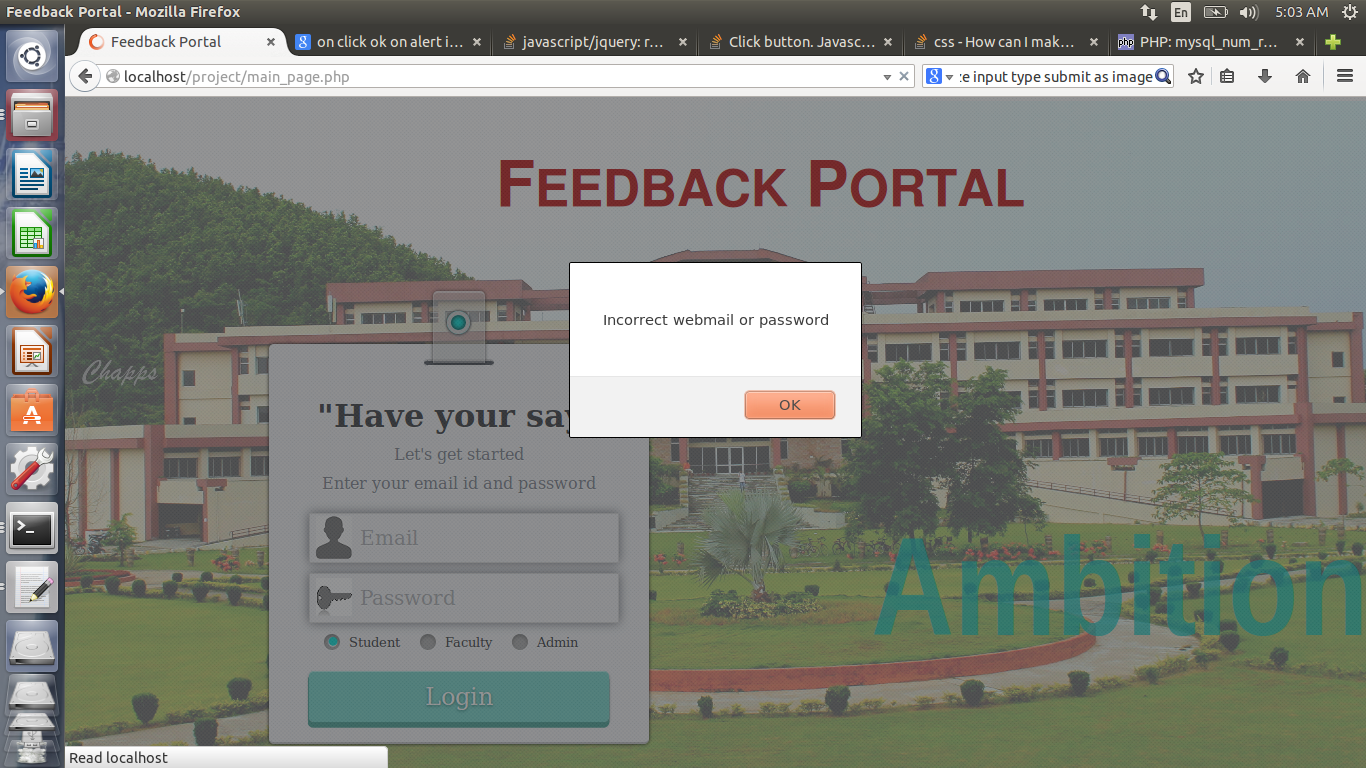 Feedback Portal - Mozilla Firefox
En
5:03 AM
Feedback Portal
on click ok on alert i...
javascript/jquery: r...
Click button. Javasc...
css - How can I mak...
php
PHP: mysql_num_r...
localhost/project/main_page.php
8
:e input type submit as image
FEEDBACK PORTAL
Incorrect webmail or password
OK
Chapps
"Have your say
Let's get started
Enter your email id and password
Email
Password
Student
Faculty
Admin
Login
Ambition
Read localhost